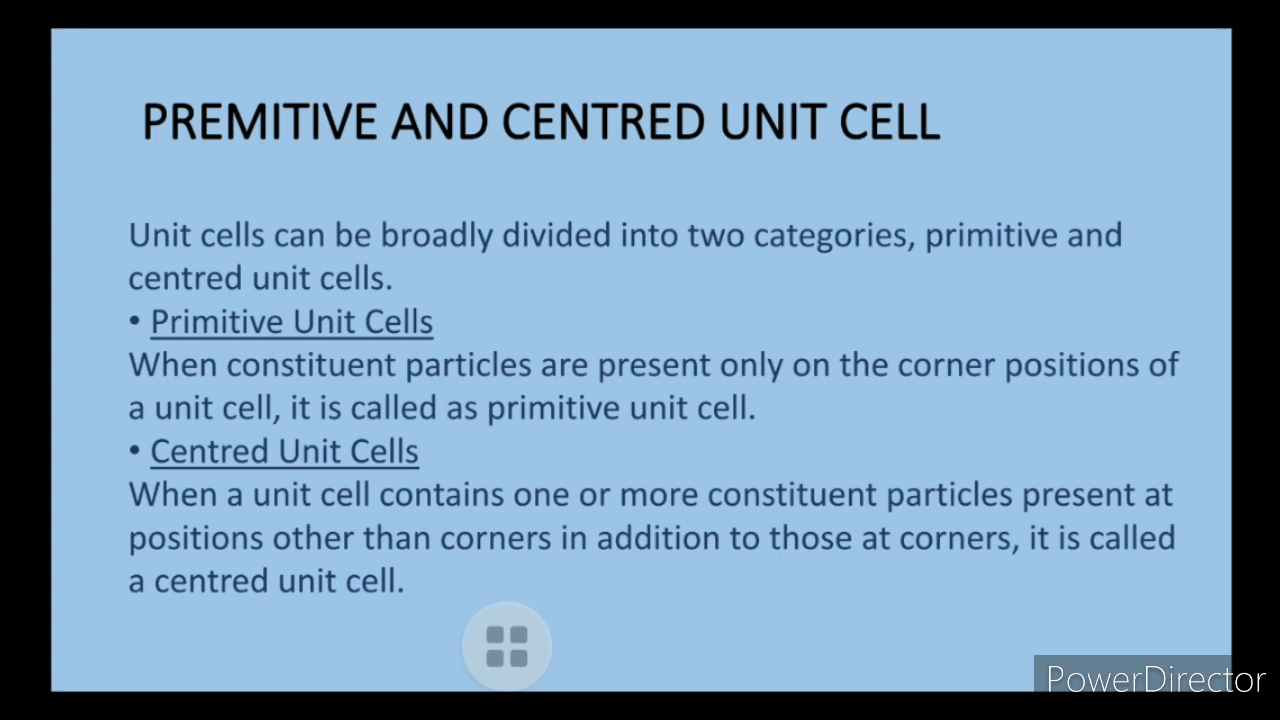 PREMITIVE AND CENTRED UNIT CELL
Unit cells can be broadly divided into two categories, primitive and
centred unit cells.
• Primitive Unit Cells
When constituent particles are present only on the corner positions of
a unit cell, it is called as primitive unit cell.
• Centred Unit Cells
When a unit cell contains one or more constituent particles present at
positions other than corners in addition to those at corners, it is called
a centred unit cell.
PowerDirector